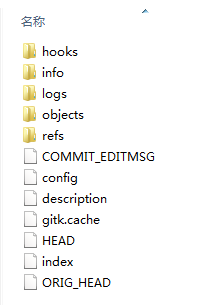 名称
hooks
info
logs
objects
refs
COMMIT_EDITMSG
config
description
gitk.cache
HEAD
index
ORIG_HEAD